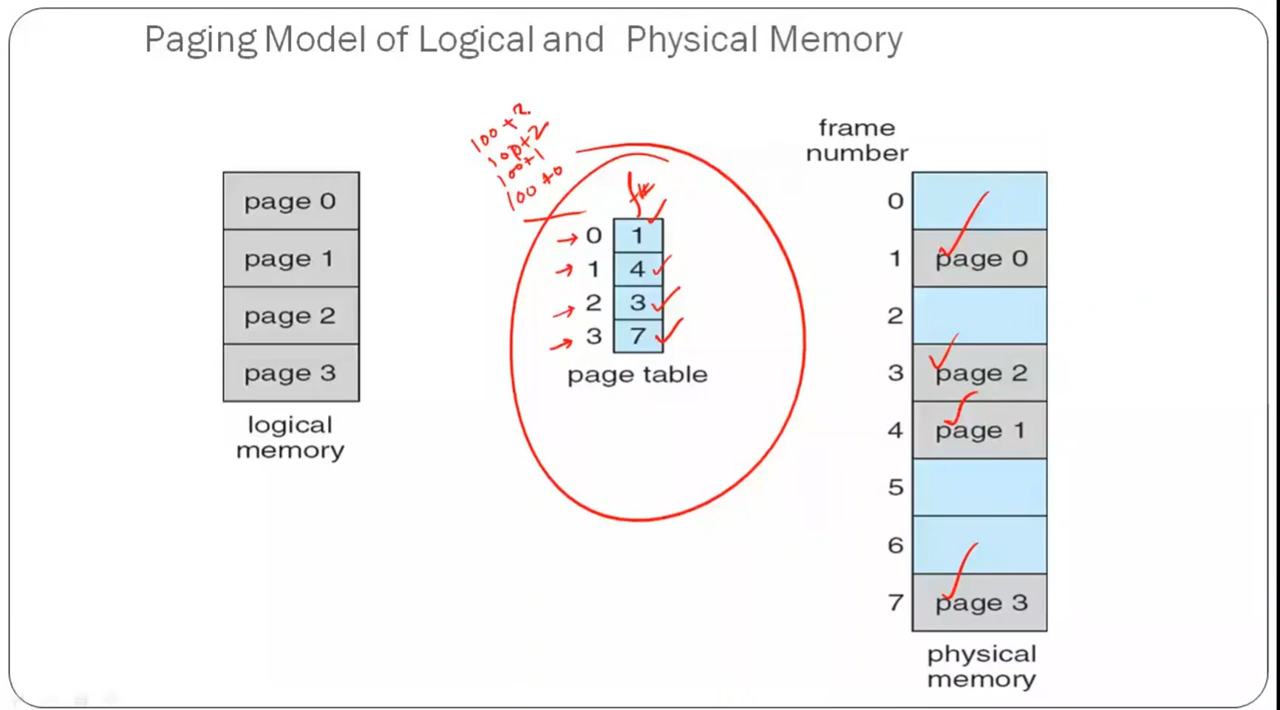 Paging Model of Logical and Physical Memory
100+2
100+2
100+1
100+0
page 0
page 1
page 2
page 3
logical
memory
f#
0 1
1 4
2 3
3 7
page table
frame
number
0
1 page 0
2
3 page 2
4 page 1
5
6
7 page 3
physical
memory